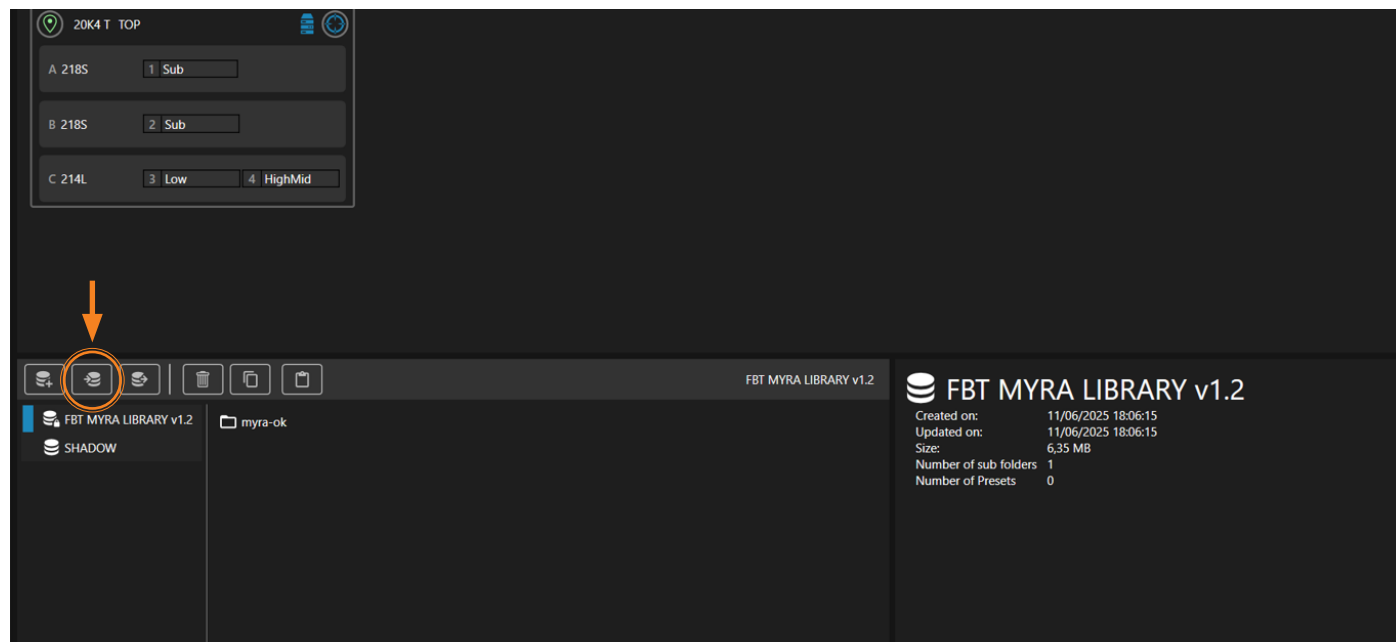 20K4 T TOP
A 218S 1 Sub
B 218S 2 Sub
C 214L 3 Low 4 HighMid
FBT MYRA LIBRARY v1.2
FBT MYRA LIBRARY v1.2
SHADOW
myra-ok
FBT MYRA LIBRARY v1.2
Created on: 11/06/2025 18:06:15
Updated on: 11/06/2025 18:06:15
Size: 6,35 MB
Number of sub folders 1
Number of Presets 0